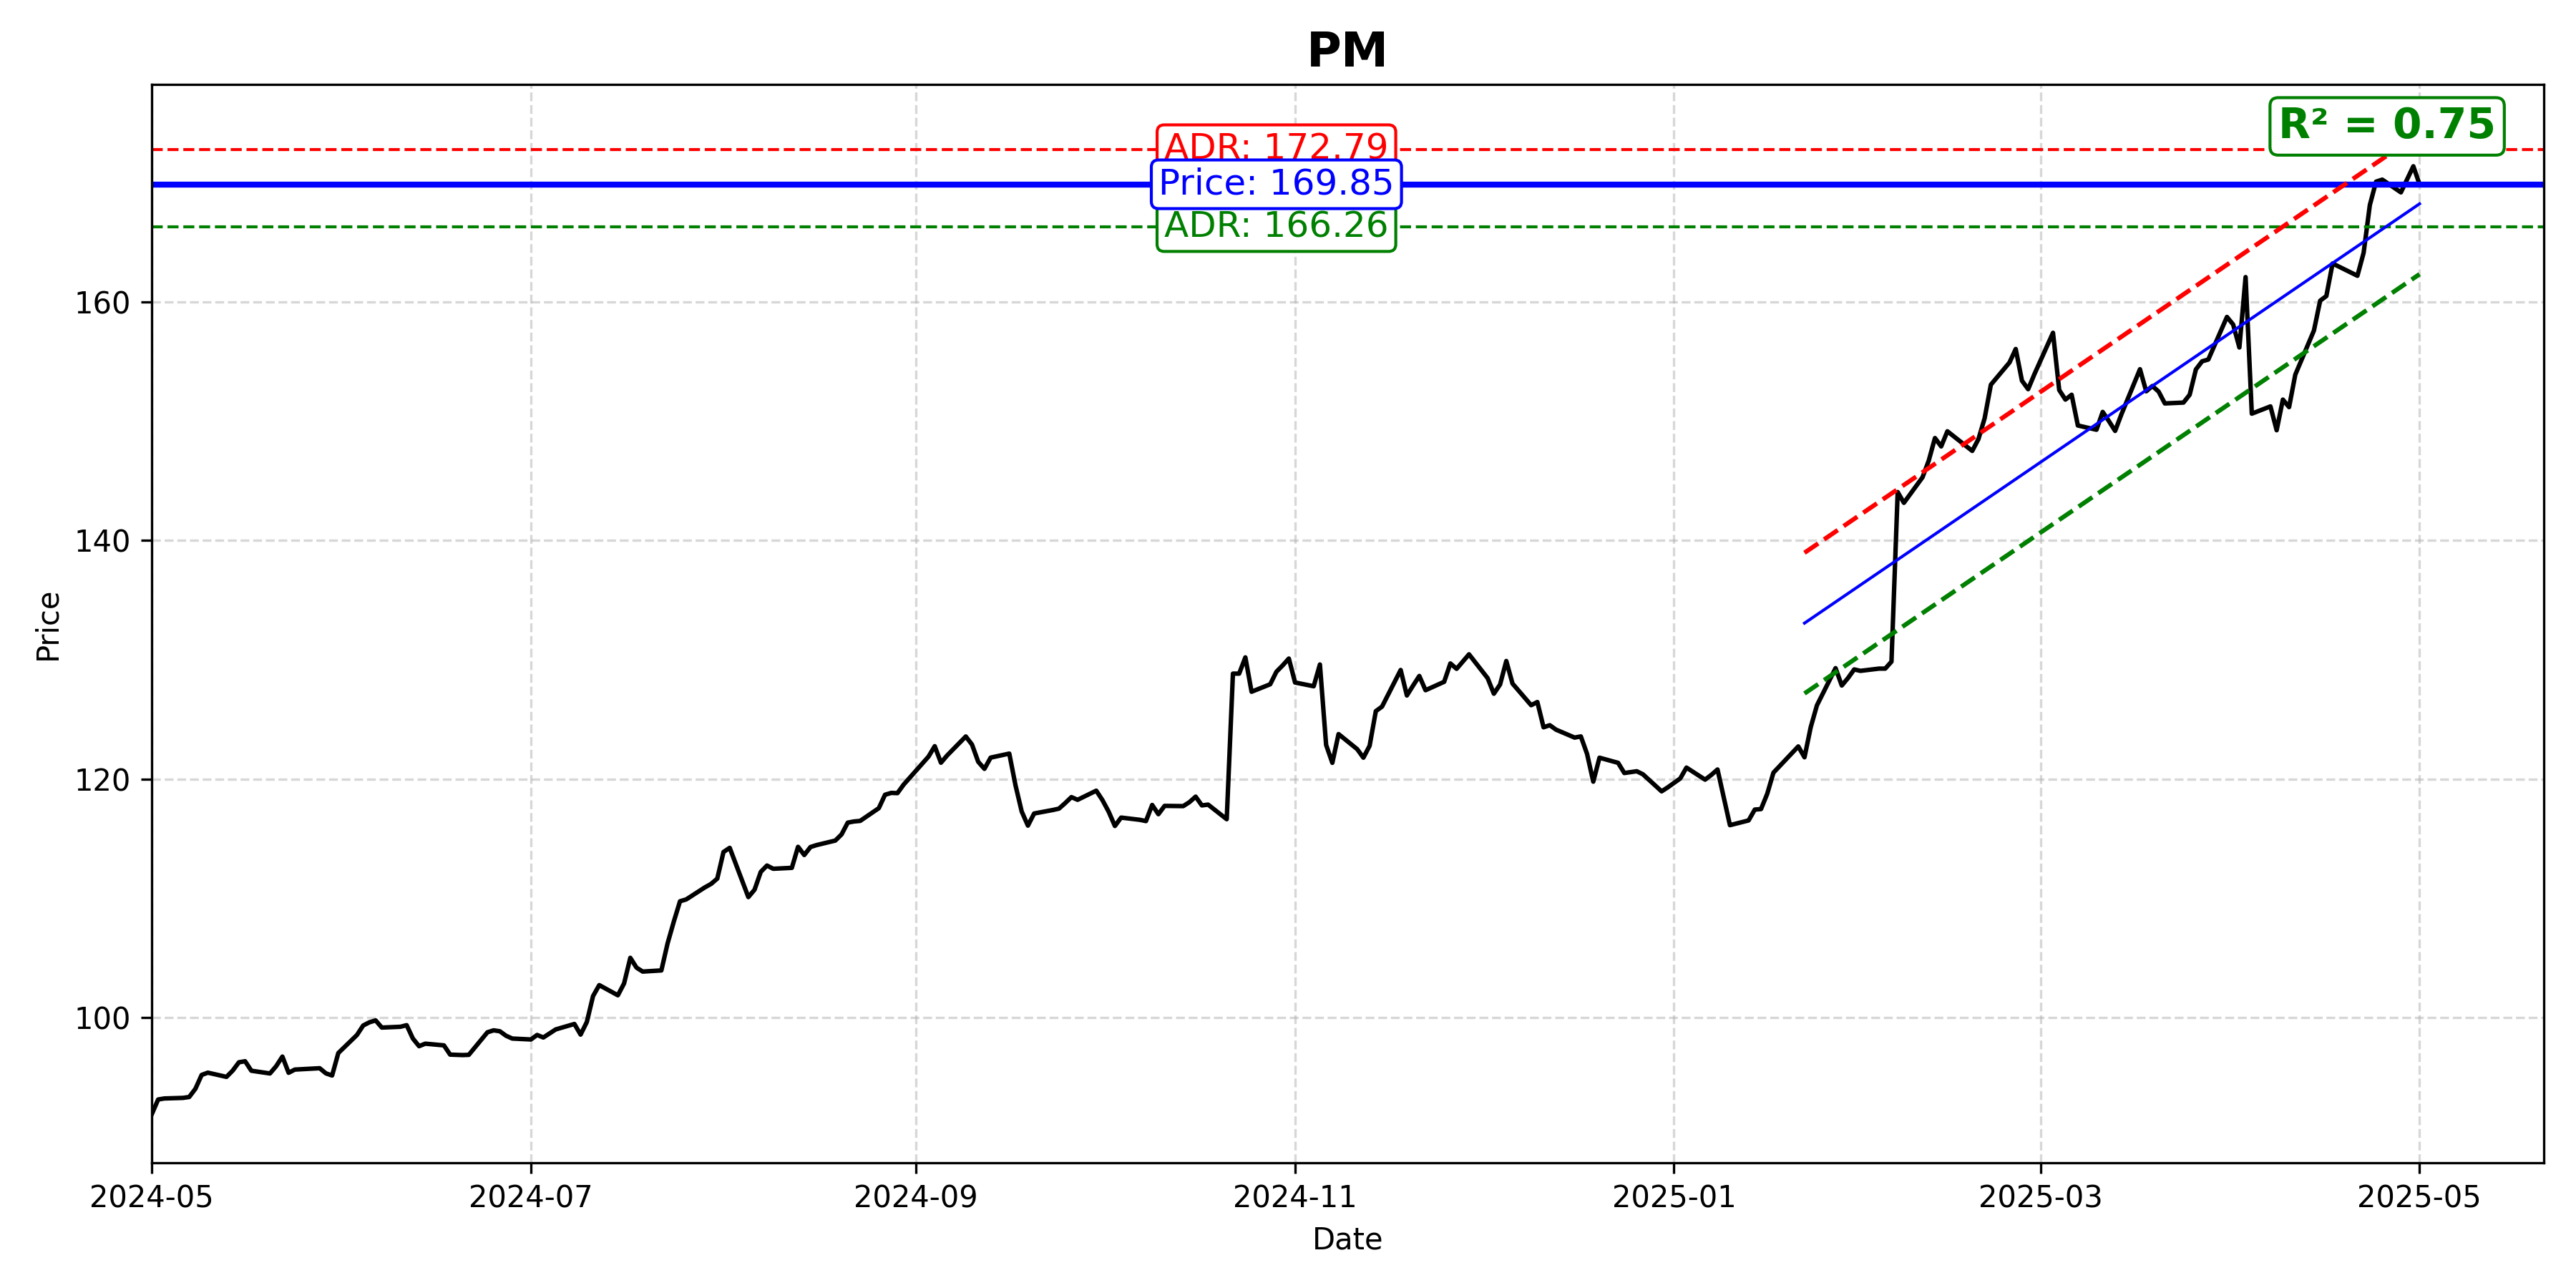 PM
R² = 0.75
ADR: 172.79
Price: 169.85
ADR: 166.26
160
140
120
100
Price
2024-05
2024-07
2024-09
2024-11
2025-01
2025-03
2025-05
Date